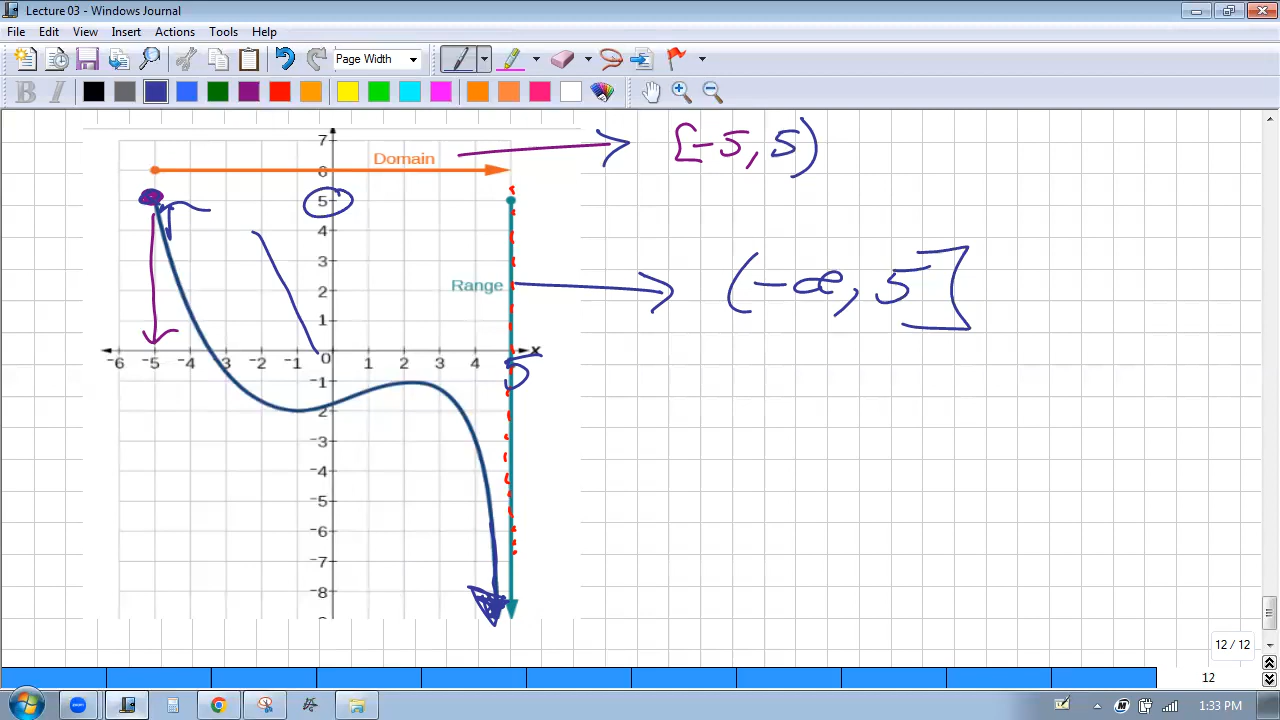 Lecture 03 - Windows Journal
File Edit View Insert Actions Tools Help
Page Width
B I
7
Domain → [-5, 5)
6
5
4
3
Range → (-∞, 5]
2
1
x
-6 -5 -4 -3 -2 -1 0 1 2 3 4 5
-1
2
-3
-4
-5
-6
-7
-8
12 / 12
12
zoom
1:33 PM